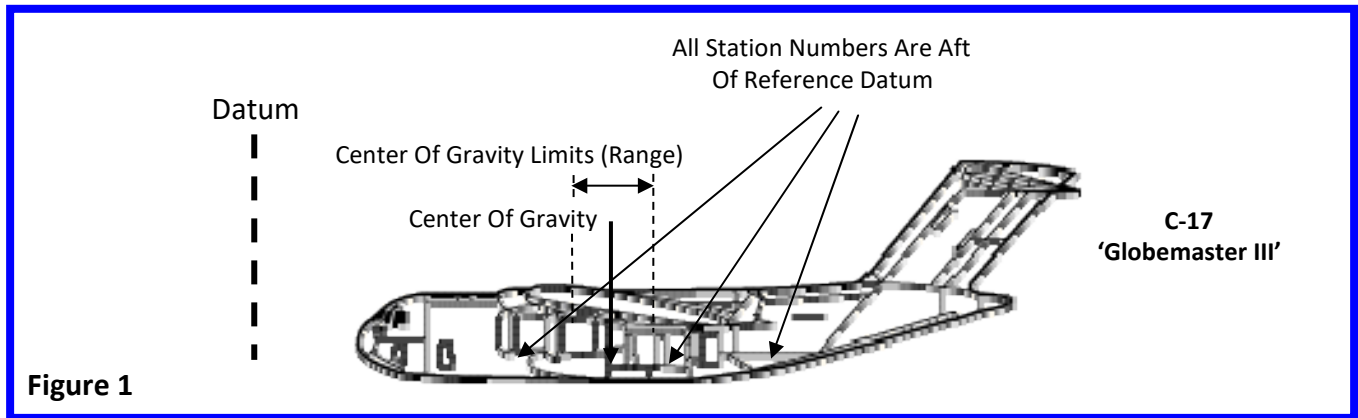 All Station Numbers Are Aft
Of Reference Datum
Datum
Center Of Gravity Limits (Range)
Center Of Gravity
C-17
‘Globemaster III’
Figure 1